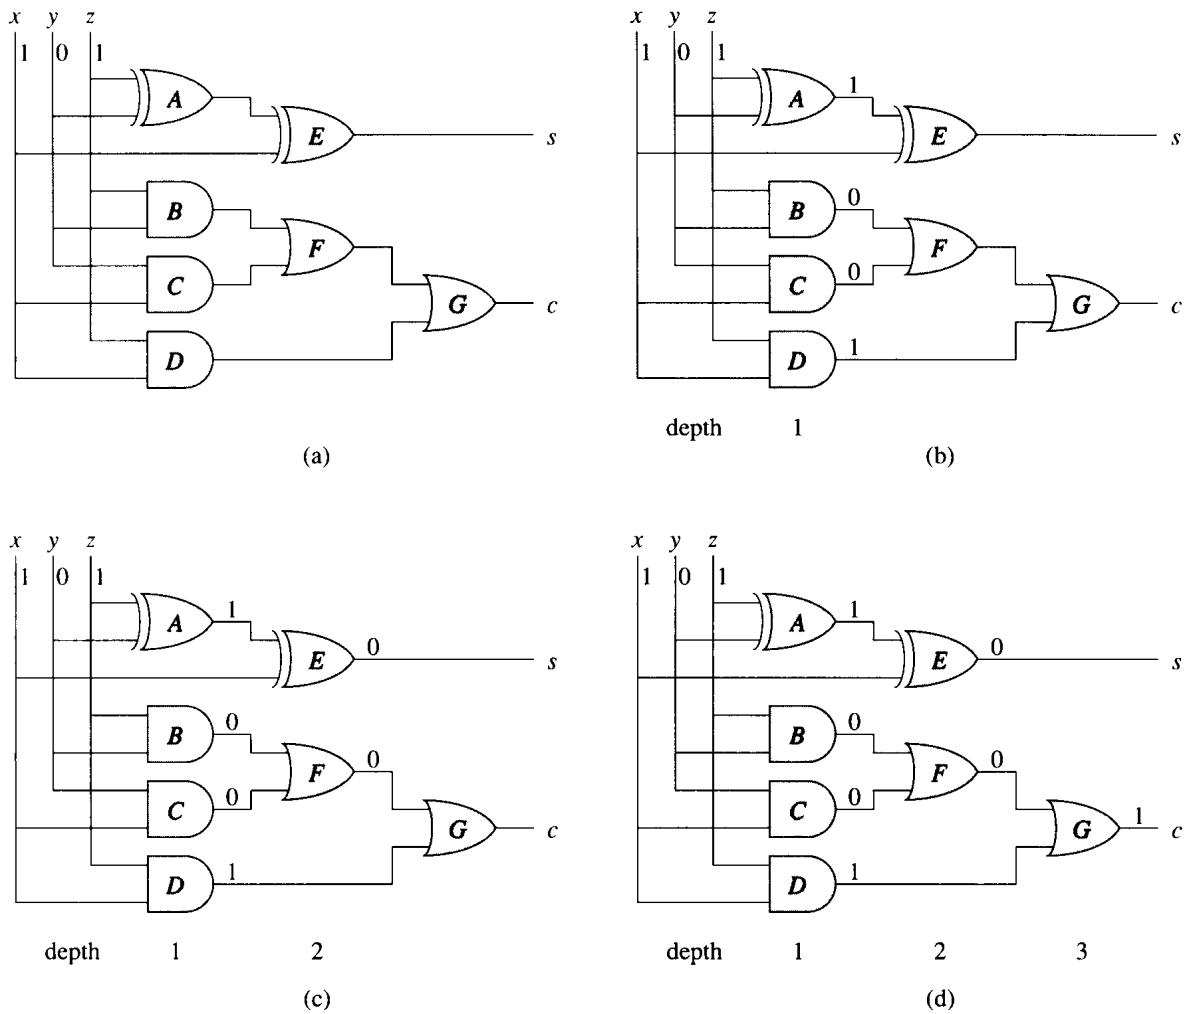 x y z
1 0 1
A
E
s
B
F
C
G
c
D
(a)
x y z
1 0 1
A 1
E
s
B 0
F
C 0
G
c
D 1
depth 1
(b)
x y z
1 0 1
A 1
E 0
s
B 0
F 0
C 0
G
c
D 1
depth 1 2
(c)
x y z
1 0 1
A 1
E 0
s
B 0
F 0
C 0
G 1
c
D 1
depth 1 2 3
(d)